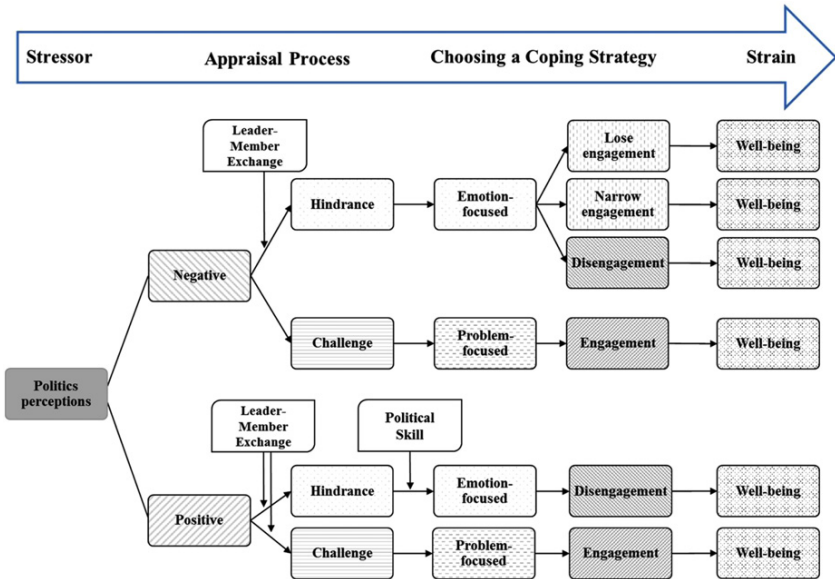 Stressor
Appraisal Process
Choosing a Coping Strategy
Strain
Leader-
Member
Exchange
Lose
engagement
Well-being
Hindrance
Emotion-
focused
Narrow
engagement
Well-being
Negative
Disengagement
Well-being
Challenge
Problem-
focused
Engagement
Well-being
Politics
perceptions
Leader-
Member
Exchange
Political
Skill
Hindrance
Emotion-
focused
Disengagement
Well-being
Positive
Challenge
Problem-
focused
Engagement
Well-being